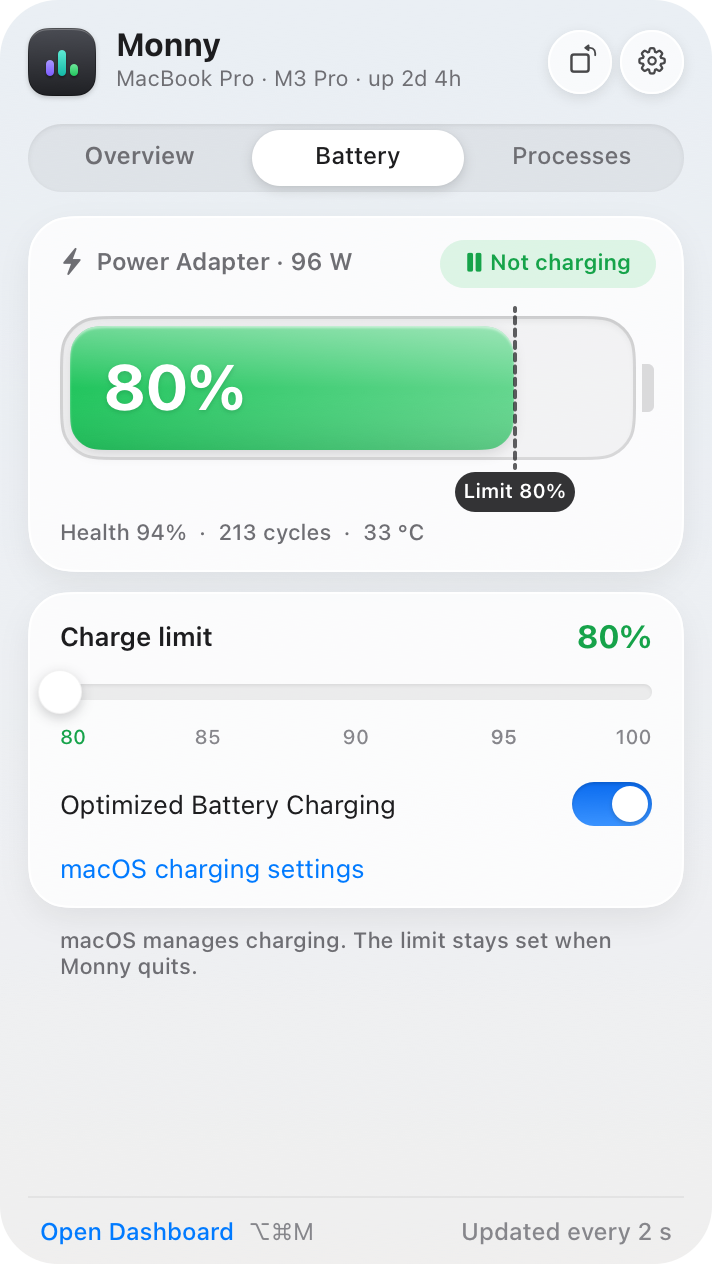 Monny
MacBook Pro · M3 Pro · up 2d 4h
Overview
Battery
Processes
Power Adapter · 96 W
Not charging
80%
Limit 80%
Health 94% · 213 cycles · 33 °C
Charge limit
80%
80 85 90 95 100
Optimized Battery Charging
macOS charging settings
macOS manages charging. The limit stays set when
Monny quits.
Open Dashboard ⌥⌘M
Updated every 2 s